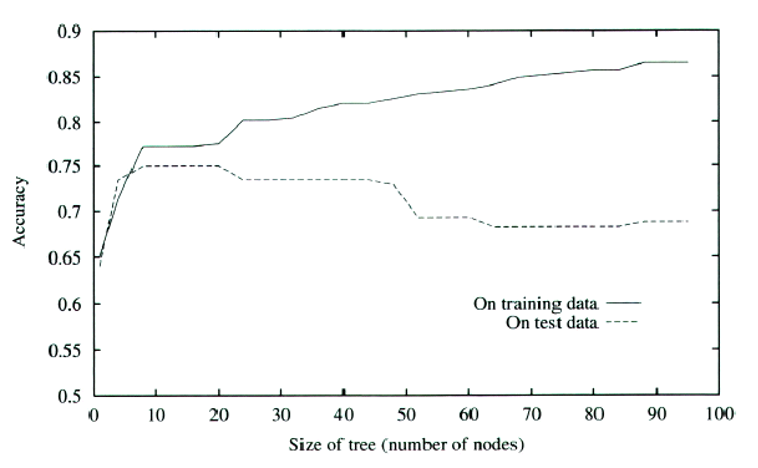 0.9
0.85
0.8
0.75
0.7
0.65
0.6
0.55
0.5
Accuracy
On training data
On test data
0 10 20 30 40 50 60 70 80 90 100
Size of tree (number of nodes)